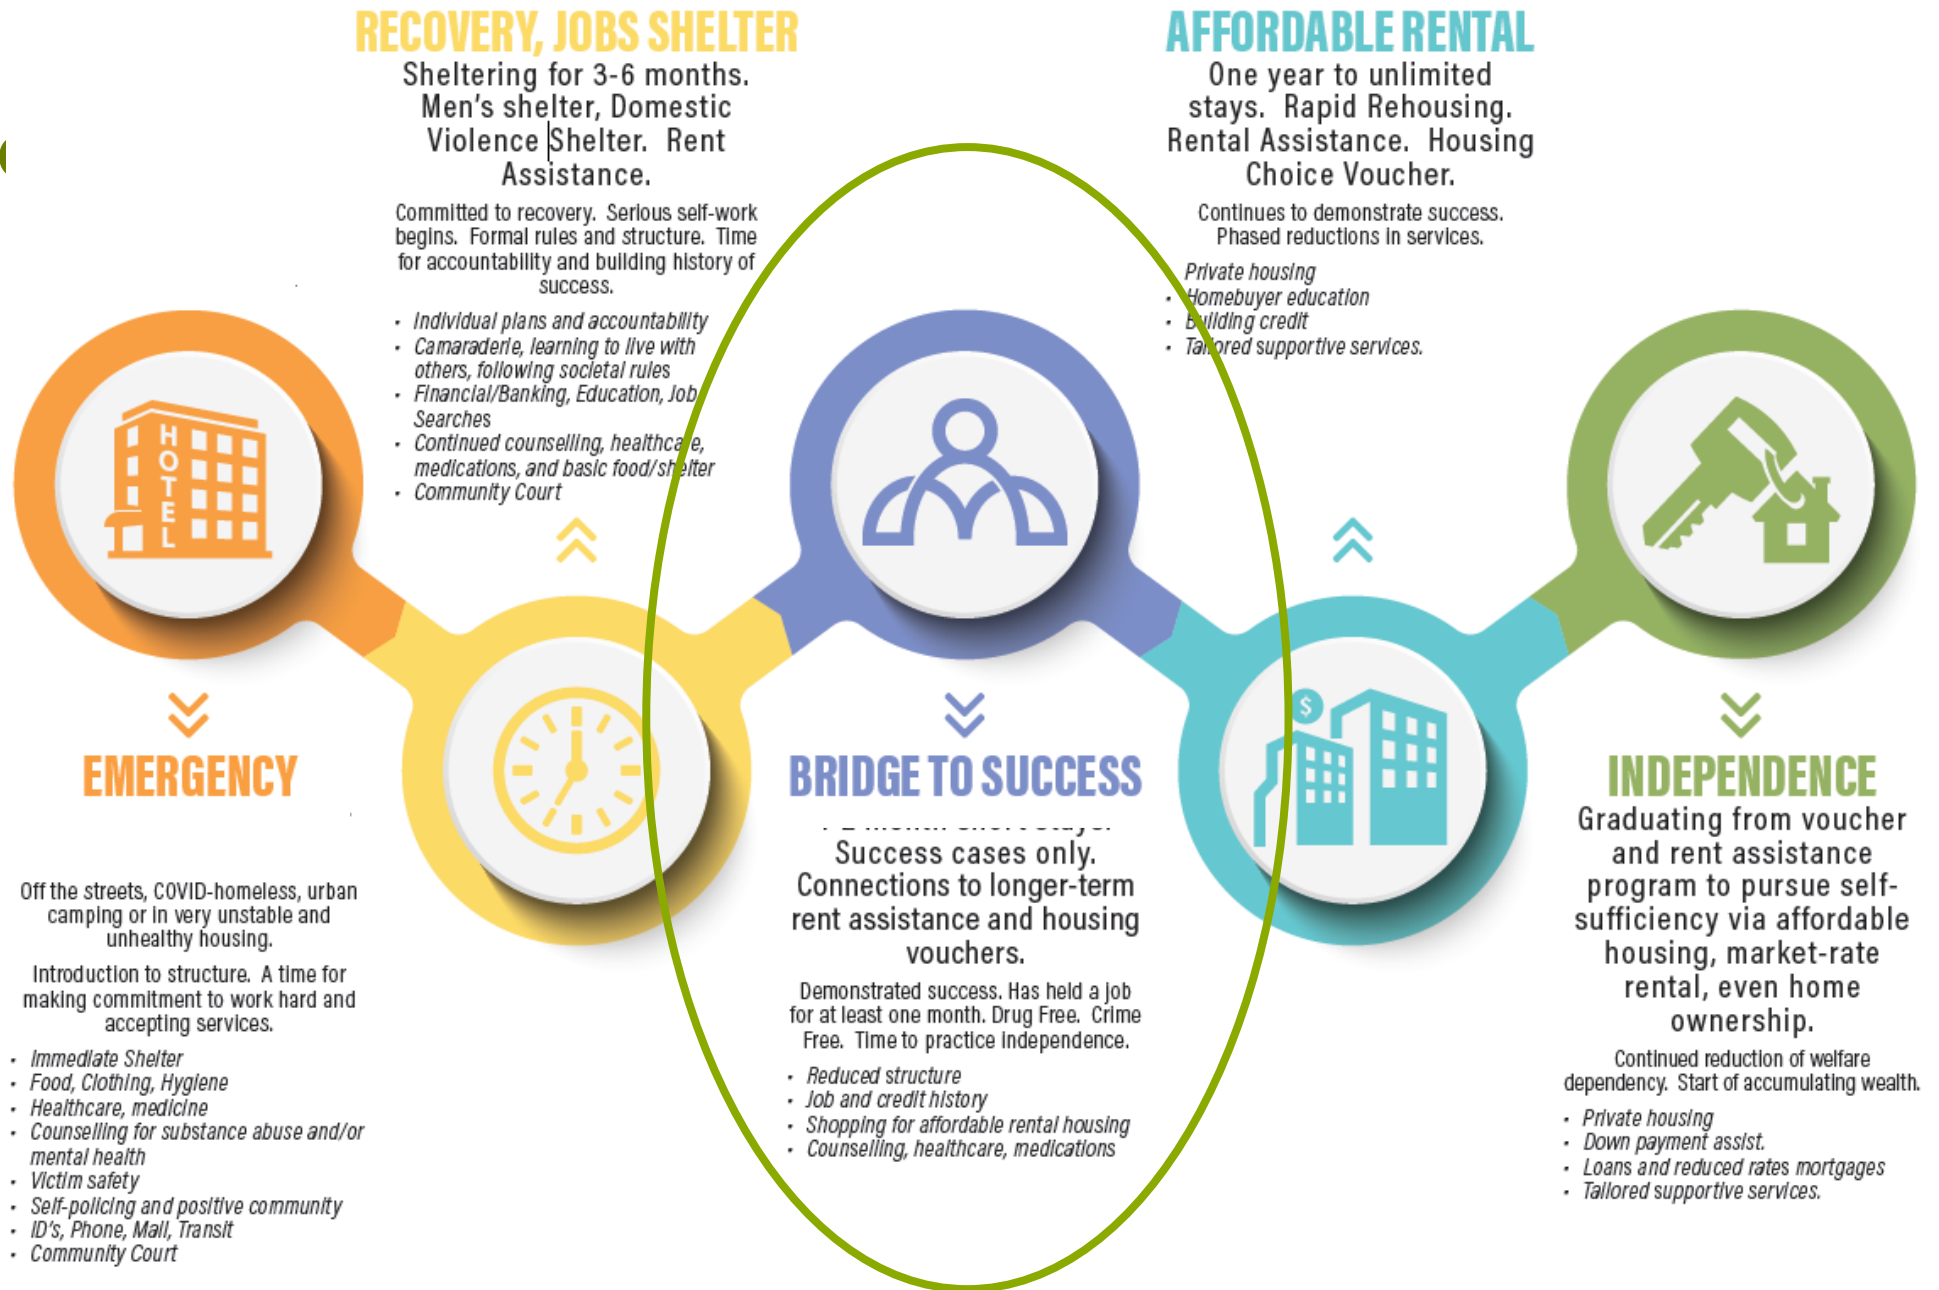 RECOVERY, JOBS SHELTER
Sheltering for 3-6 months.
Men's shelter, Domestic
Violence Shelter. Rent
Assistance.
Committed to recovery. Serious self-work
begins. Formal rules and structure. Time
for accountability and building history of
success.
• Individual plans and accountability
• Camaraderie, learning to live with
others, following societal rules
• Financial/Banking, Education, Job
Searches
• Continued counselling, healthcare,
medications, and basic food/shelter
• Community Court
AFFORDABLE RENTAL
One year to unlimited
stays. Rapid Rehousing.
Rental Assistance. Housing
Choice Voucher.
Continues to demonstrate success.
Phased reductions in services.
Private housing
• Homebuyer education
• Building credit
• Tailored supportive services.
HOTEL
$
EMERGENCY
Off the streets, COVID-homeless, urban
camping or in very unstable and
unhealthy housing.
Introduction to structure. A time for
making commitment to work hard and
accepting services.
• Immediate Shelter
• Food, Clothing, Hygiene
• Healthcare, medicine
• Counselling for substance abuse and/or
mental health
• Victim safety
• Self-policing and positive community
• ID's, Phone, Mail, Transit
• Community Court
BRIDGE TO SUCCESS
Success cases only.
Connections to longer-term
rent assistance and housing
vouchers.
Demonstrated success. Has held a job
for at least one month. Drug Free. Crime
Free. Time to practice independence.
• Reduced structure
• Job and credit history
• Shopping for affordable rental housing
• Counselling, healthcare, medications
INDEPENDENCE
Graduating from voucher
and rent assistance
program to pursue self-
sufficiency via affordable
housing, market-rate
rental, even home
ownership.
Continued reduction of welfare
dependency. Start of accumulating wealth.
• Private housing
• Down payment assist.
• Loans and reduced rates mortgages
• Tailored supportive services.